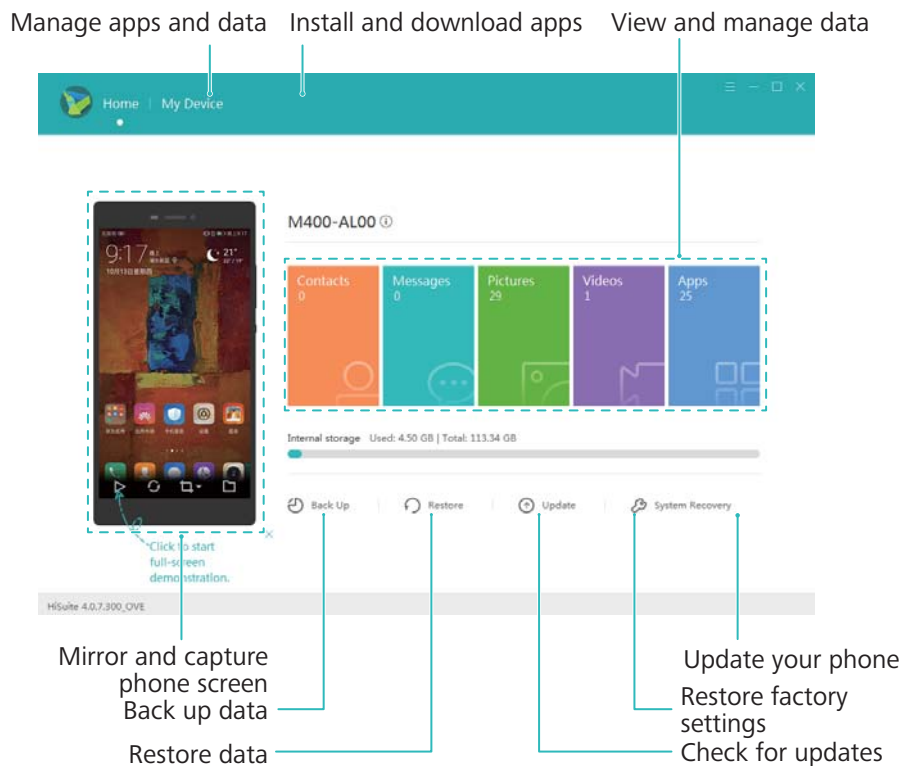 Manage apps and data
Install and download apps
View and manage data
Home | My Device
M400-AL00
Contacts
0
Messages
0
Pictures
29
Videos
1
Apps
25
9:17
21°
Internal storage Used: 4.50 GB | Total: 113.34 GB
Back Up
Restore
Update
System Recovery
Click to start
full-screen
demonstration.
HiSuite 4.0.7.300_OVE
Mirror and capture
phone screen
Back up data
Restore data
Update your phone
Restore factory
settings
Check for updates